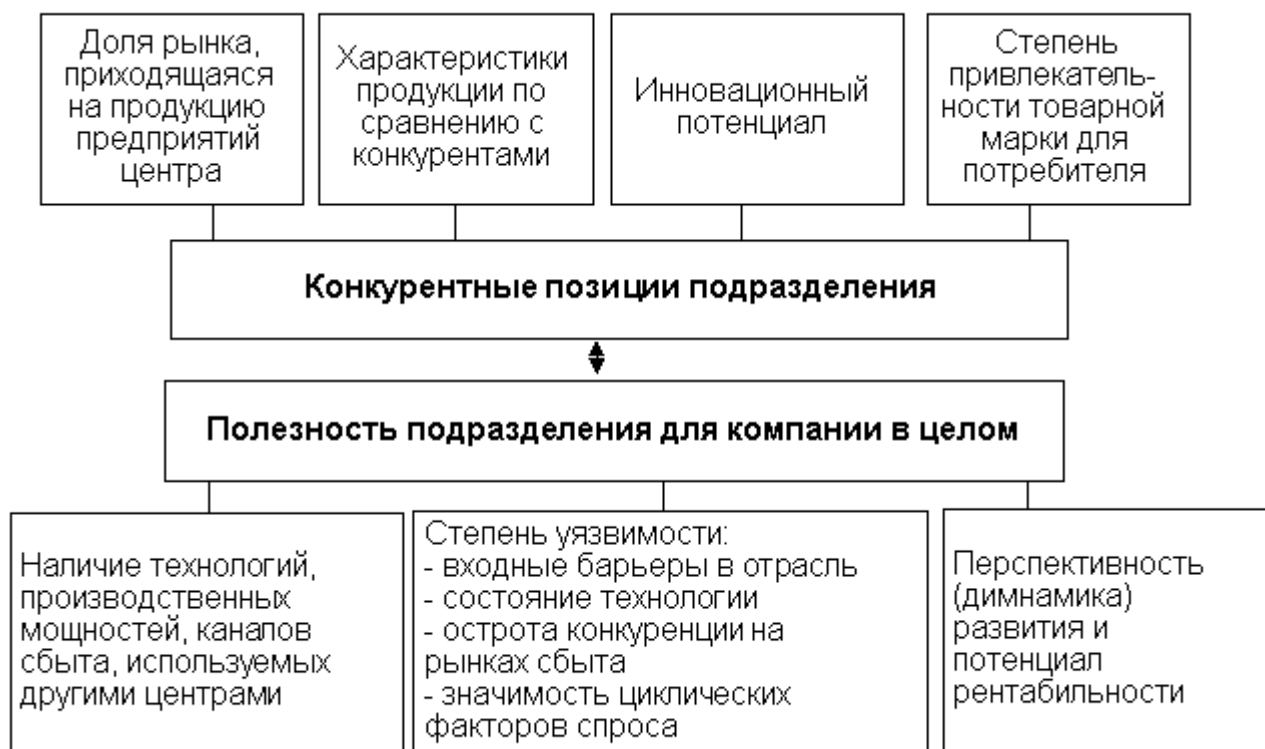 Доля рынка,
приходящаяся
на продукцию
предприятий
центра
Характеристики
продукции по
сравнению с
конкурентами
Инновационный
потенциал
Степень
привлекатель-
ности товарной
марки для
потребителя
Конкурентные позиции подразделения
Полезность подразделения для компании в целом
Наличие технологий,
производственных
мощностей, каналов
сбыта, используемых
другими центрами
Степень уязвимости:
- входные барьеры в отрасль
- состояние технологии
- острота конкуренции на
рынках сбыта
- значимость циклических
факторов спроса
Перспективность
(димнамика)
развития и
потенциал
рентабильности